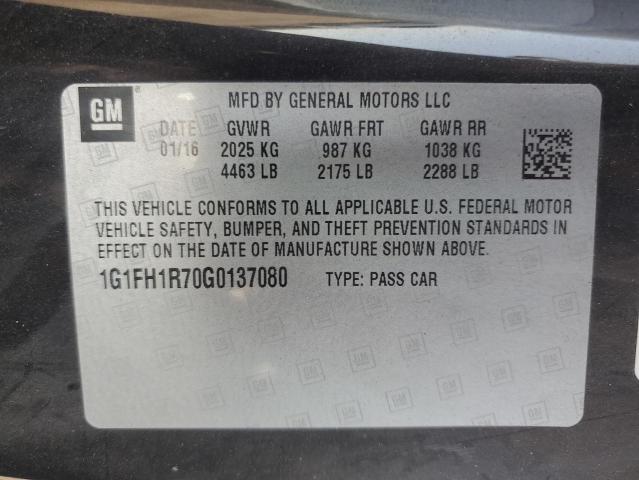 GM
MFD BY GENERAL MOTORS LLC
DATE GVWR GAWR FRT GAWR RR
01/16 2025 KG 987 KG 1038 KG
4463 LB 2175 LB 2288 LB
THIS VEHICLE CONFORMS TO ALL APPLICABLE U.S. FEDERAL MOTOR
VEHICLE SAFETY, BUMPER, AND THEFT PREVENTION STANDARDS IN
EFFECT ON THE DATE OF MANUFACTURE SHOWN ABOVE.
1G1FH1R70G0137080 TYPE: PASS CAR